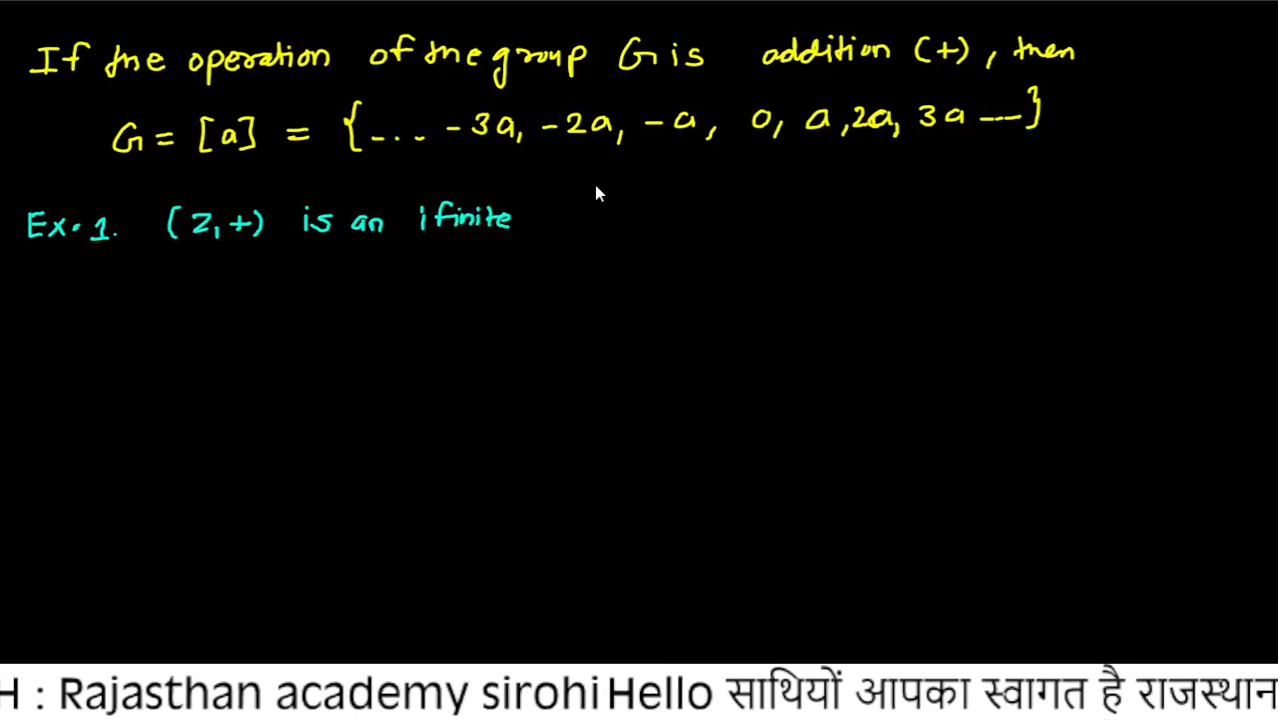 If the operation of the group G is addition (+), then
G = [a] = {... -3a, -2a, -a, 0, a, 2a, 3a ---}
Ex. 1. (Z, +) is an ifinite
H : Rajasthan academy sirohi Hello साथियों आपका स्वागत है राजस्थान